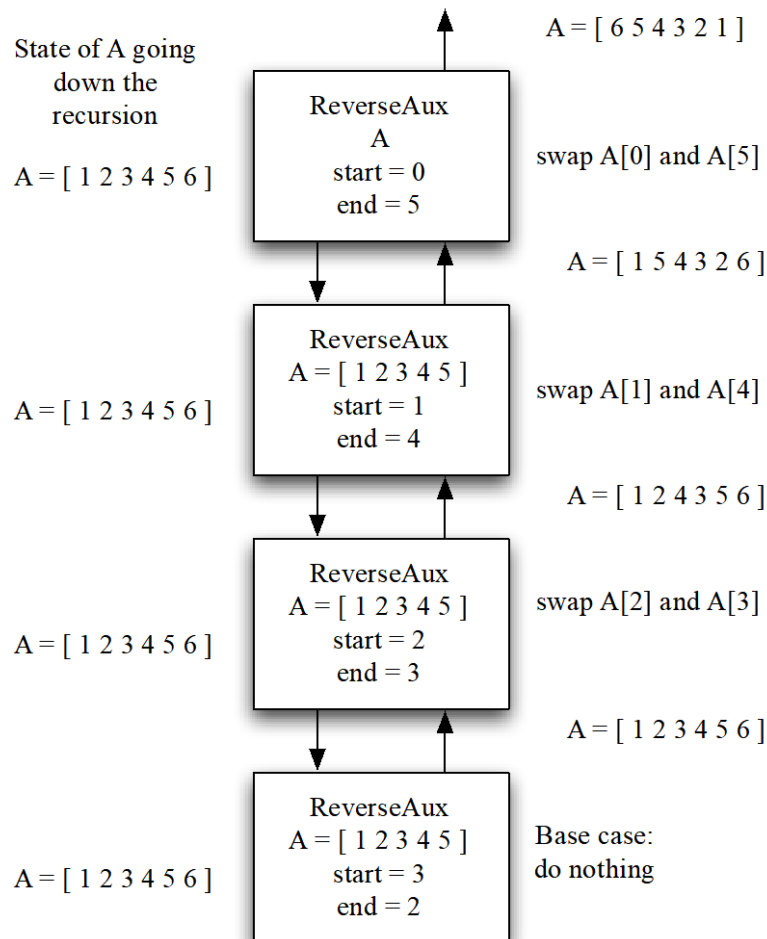 A = [ 6 5 4 3 2 1 ]
State of A going
down the
recursion
ReverseAux
A
start = 0
end = 5
A = [ 1 2 3 4 5 6 ]
swap A[0] and A[5]
A = [ 1 5 4 3 2 6 ]
ReverseAux
A = [ 1 2 3 4 5 ]
start = 1
end = 4
A = [ 1 2 3 4 5 6 ]
swap A[1] and A[4]
A = [ 1 2 4 3 5 6 ]
ReverseAux
A = [ 1 2 3 4 5 ]
start = 2
end = 3
A = [ 1 2 3 4 5 6 ]
swap A[2] and A[3]
A = [ 1 2 3 4 5 6 ]
ReverseAux
A = [ 1 2 3 4 5 ]
start = 3
end = 2
A = [ 1 2 3 4 5 6 ]
Base case:
do nothing